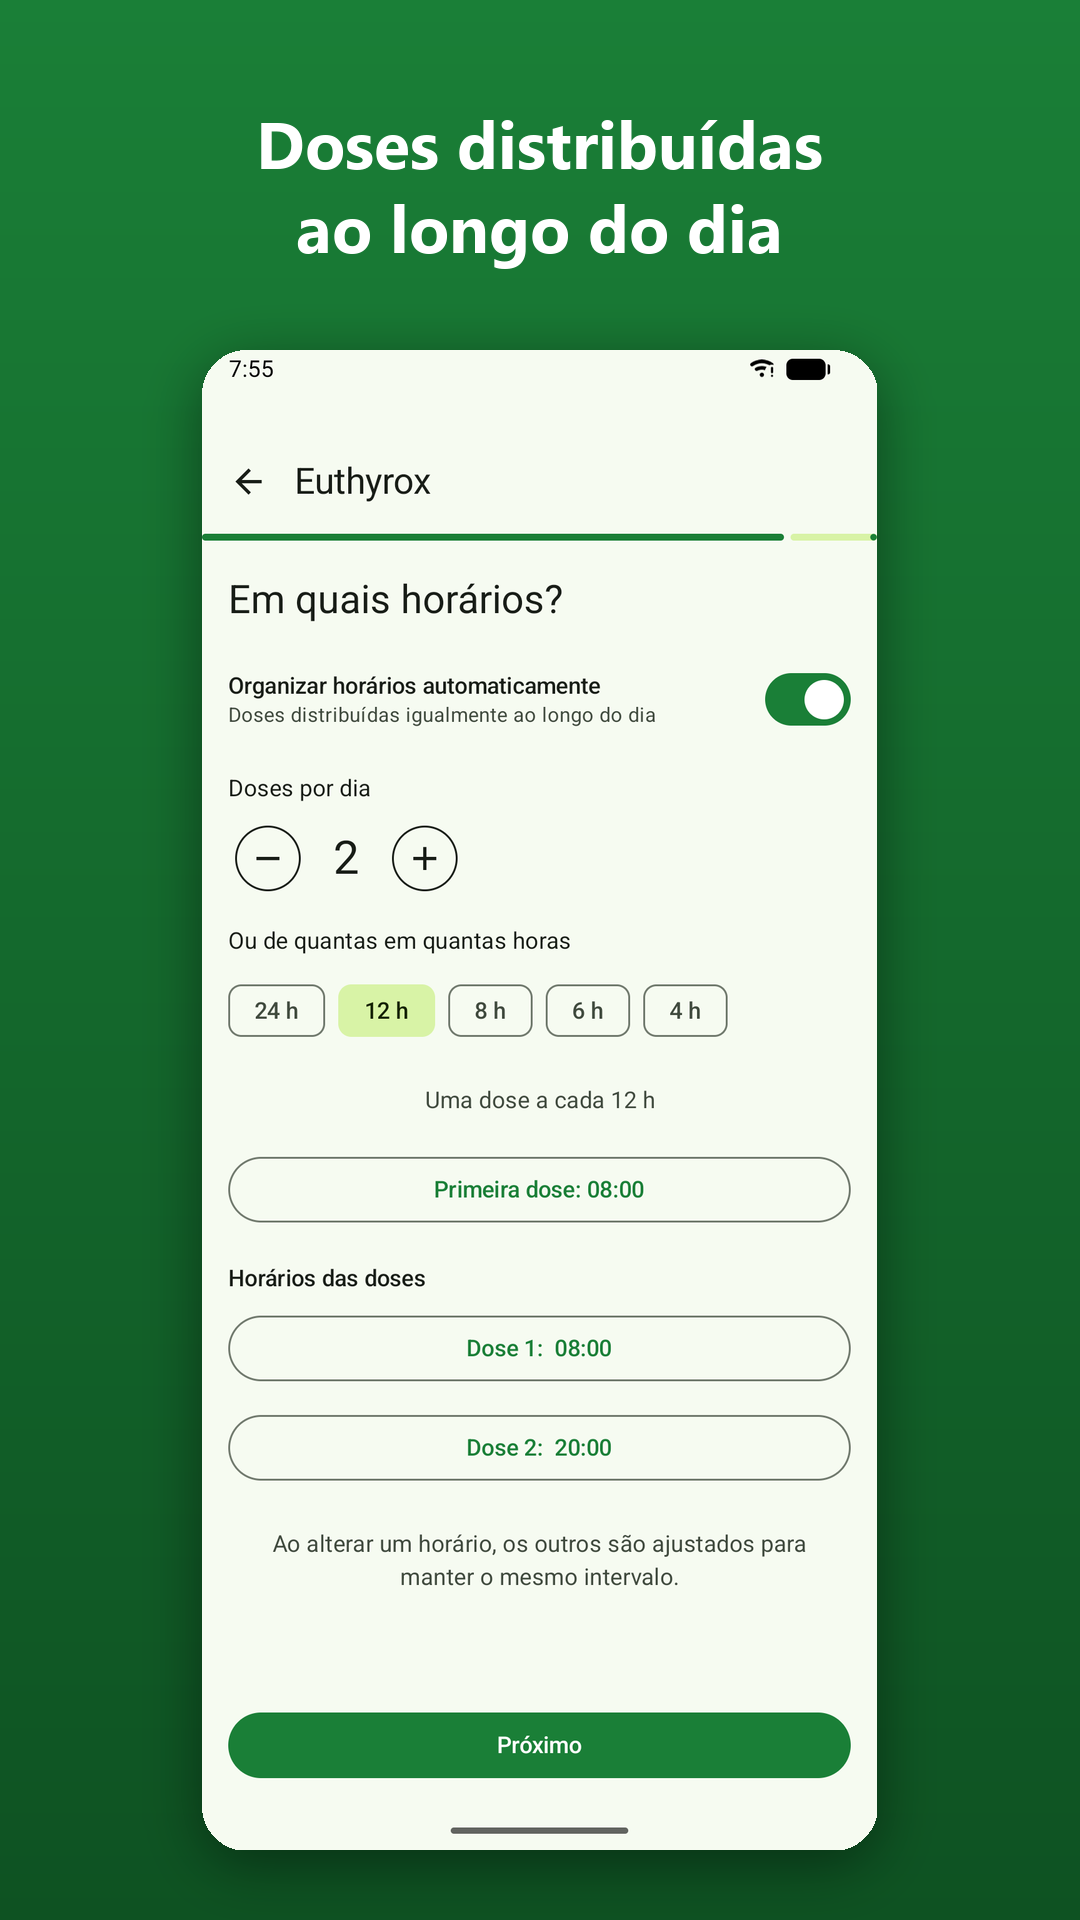 Doses distribuídas
ao longo do dia
7:55
Euthyrox
Em quais horários?
Organizar horários automaticamente
Doses distribuídas igualmente ao longo do dia
Doses por dia
2
Ou de quantas em quantas horas
24 h 12 h 8 h 6 h 4 h
Uma dose a cada 12 h
Primeira dose: 08:00
Horários das doses
Dose 1: 08:00
Dose 2: 20:00
Ao alterar um horário, os outros são ajustados para
manter o mesmo intervalo.
Próximo